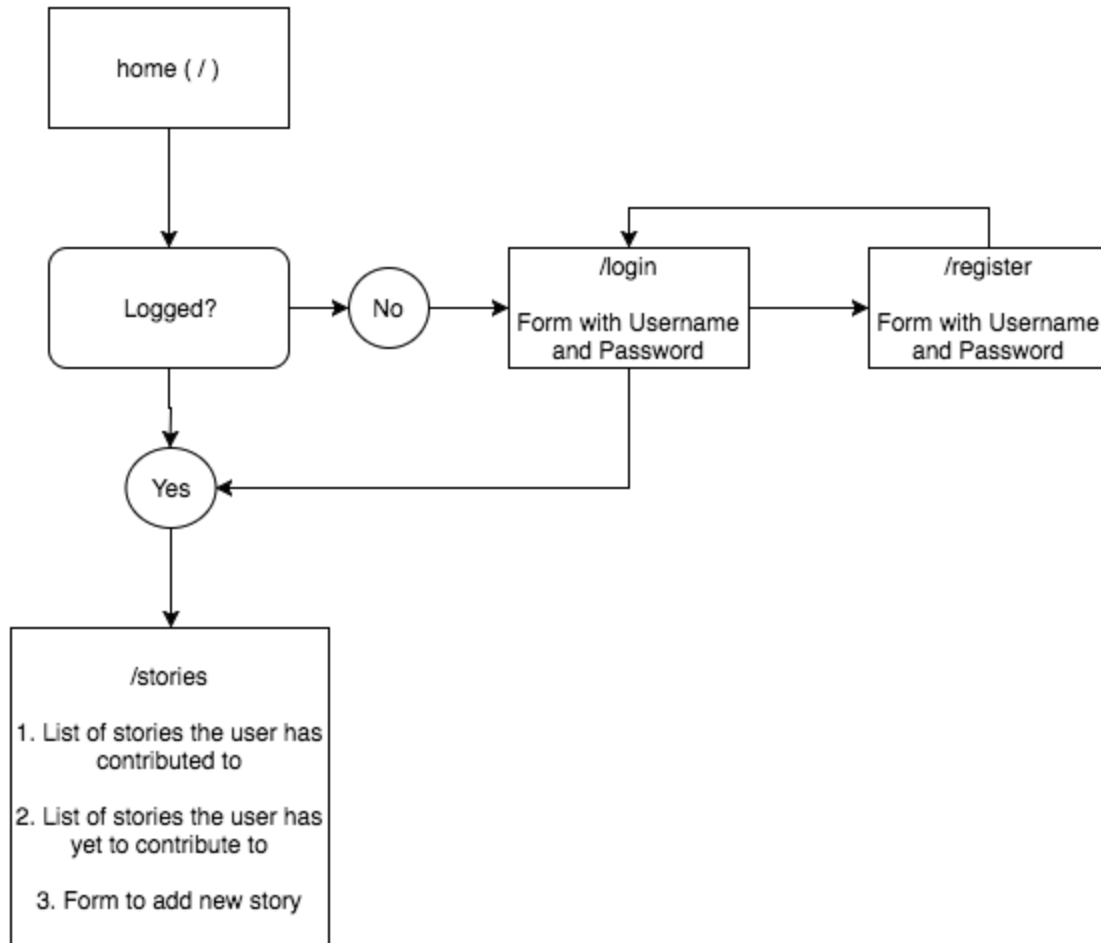 home ( / )
Logged?
No
/login
Form with Username
and Password
/register
Form with Username
and Password
Yes
/stories
1. List of stories the user has
contributed to
2. List of stories the user has
yet to contribute to
3. Form to add new story